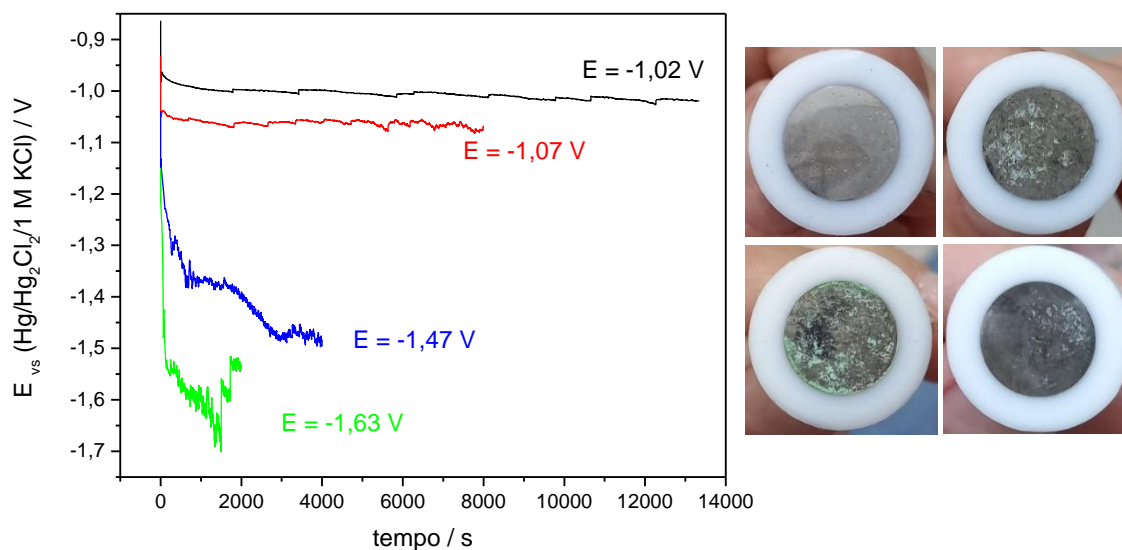 E vs (Hg/Hg2Cl2/1 M KCl) / V
-0,9
-1,0
-1,1
-1,2
-1,3
-1,4
-1,5
-1,6
-1,7
E = -1,02 V
E = -1,07 V
E = -1,47 V
E = -1,63 V
0 2000 4000 6000 8000 10000 12000 14000
tempo / s